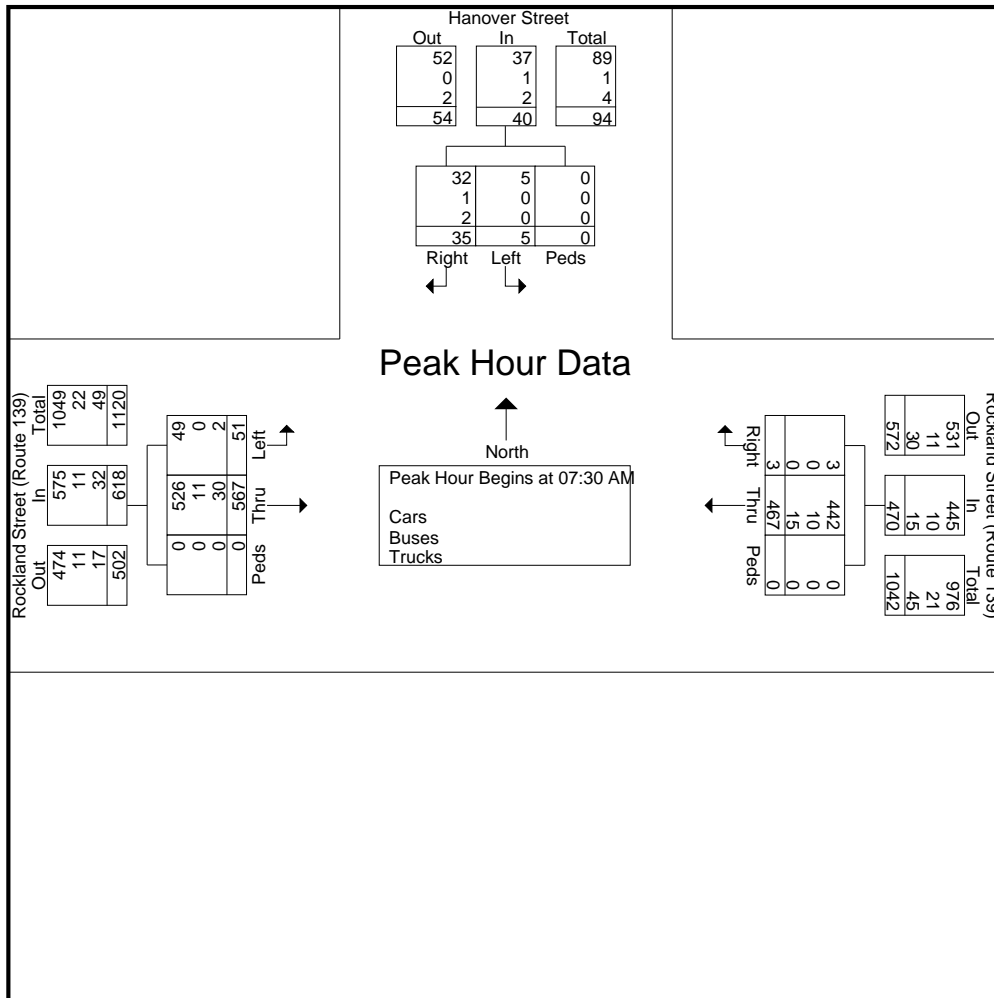 Hanover Street
Out In Total
52 37 89
0 1 1
2 2 4
54 40 94
32 5 0
1 0 0
2 0 0
35 5 0
Right Left Peds
Peak Hour Data
North
Peak Hour Begins at 07:30 AM
Cars
Buses
Trucks
Rockland Street (Route 139)
Total
1049
22
49
1120
In
575
11
32
618
Out
474
11
17
502
Left
49
0
2
51
Thru
526
11
30
567
Peds
0
0
0
0
Right
3
0
0
3
Thru
442
10
15
467
Peds
0
0
0
0
Rockland Street (Route 139)
Out
531
11
30
572
In
445
10
15
470
Total
976
21
45
1042